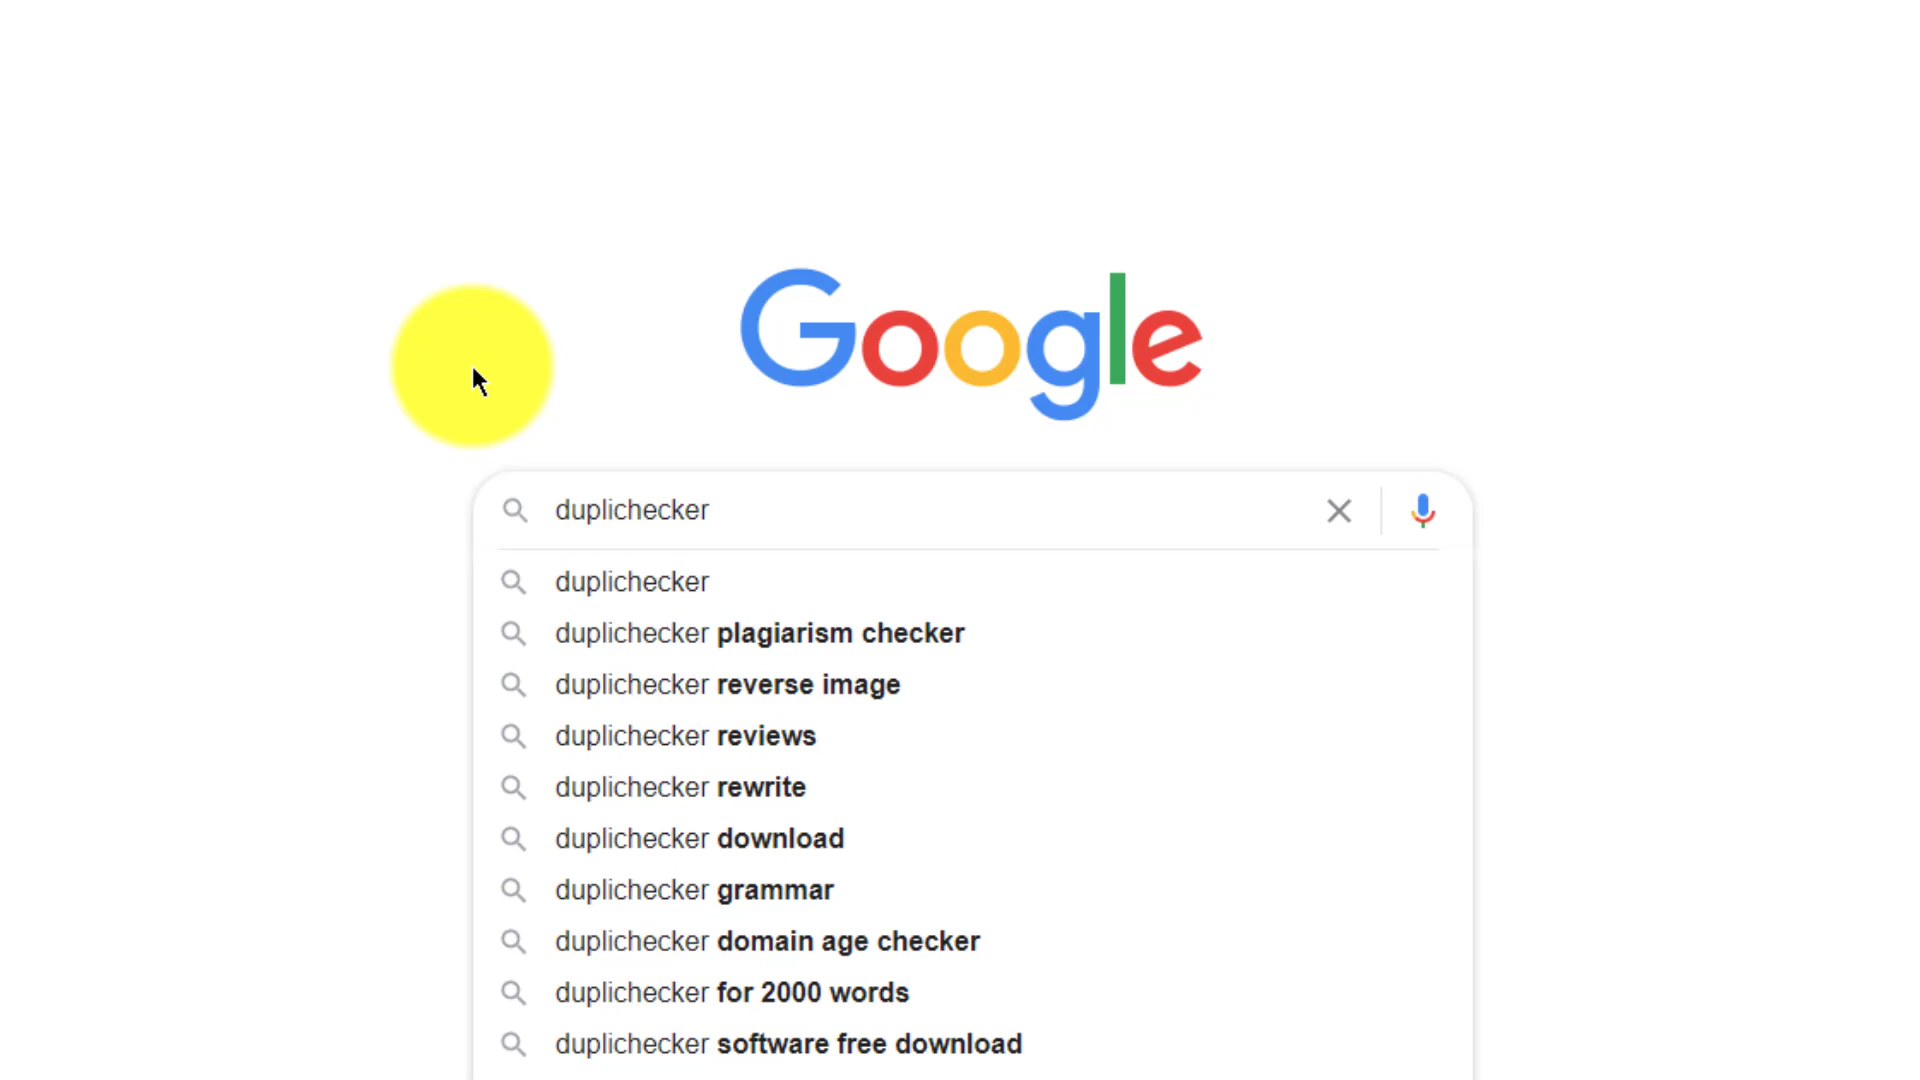 Google
duplichecker
duplichecker
duplichecker plagiarism checker
duplichecker reverse image
duplichecker reviews
duplichecker rewrite
duplichecker download
duplichecker grammar
duplichecker domain age checker
duplichecker for 2000 words
duplichecker software free download